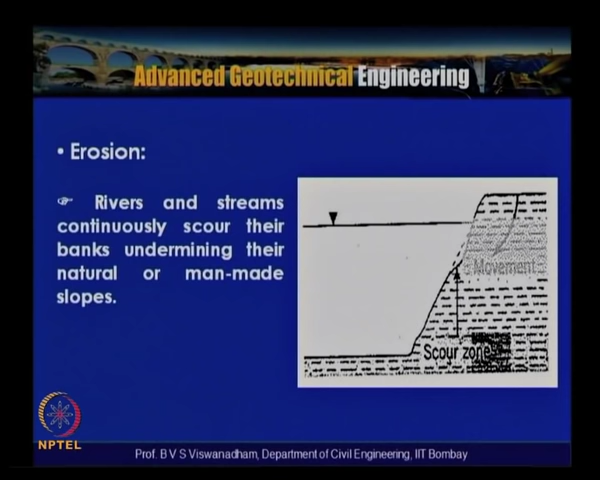 Advanced Geotechnical Engineering
• Erosion:
☞ Rivers and streams
continuously scour their
banks undermining their
natural or man-made
slopes.
Movement
Scour zone
NPTEL
Prof. B V S Viswanadham, Department of Civil Engineering, IIT Bombay